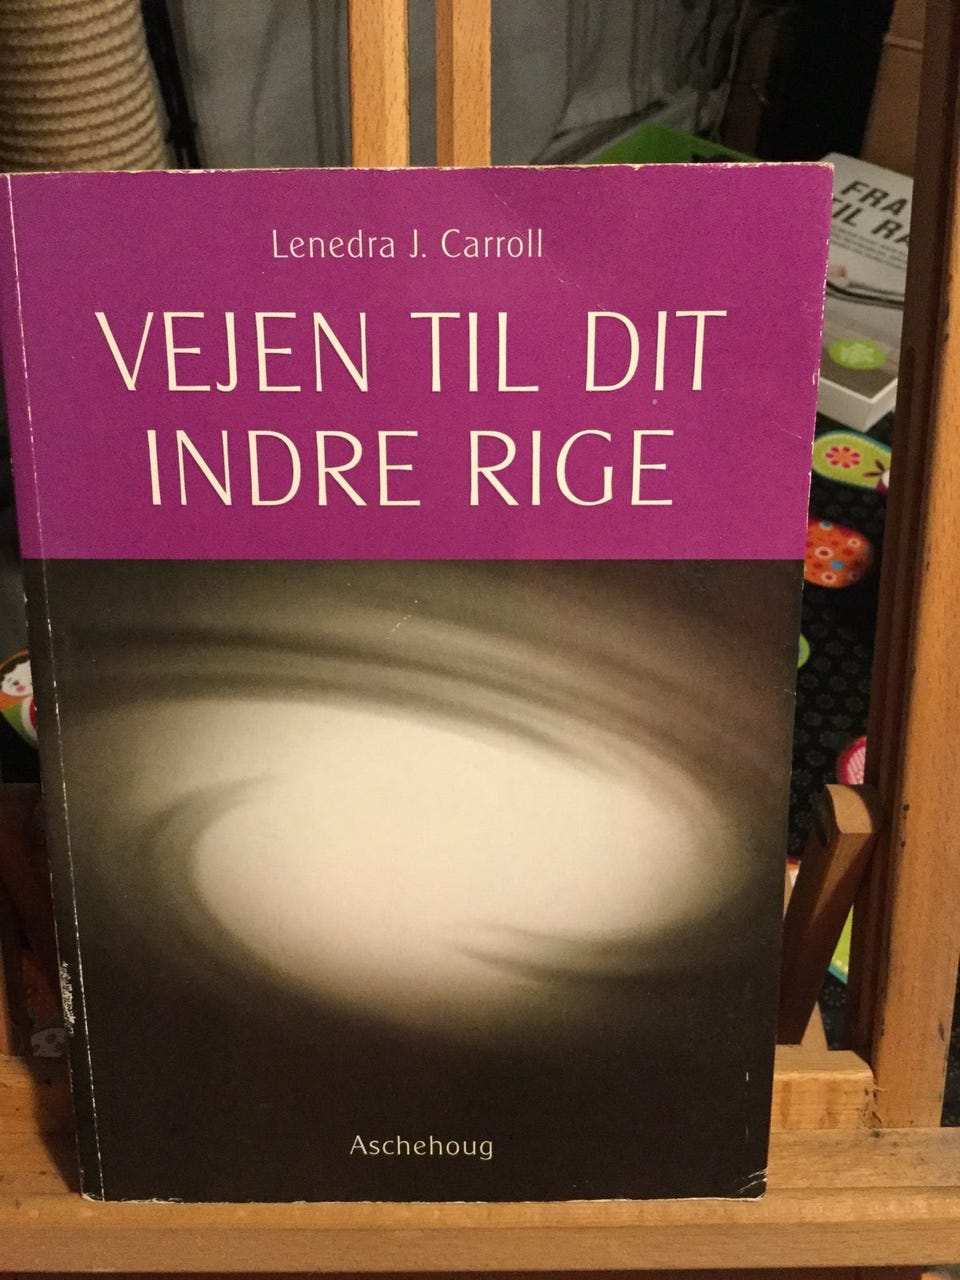 Lenedra J. Carroll
VEJEN TIL DIT
INDRE RIGE
Aschehoug
FRA
TIL